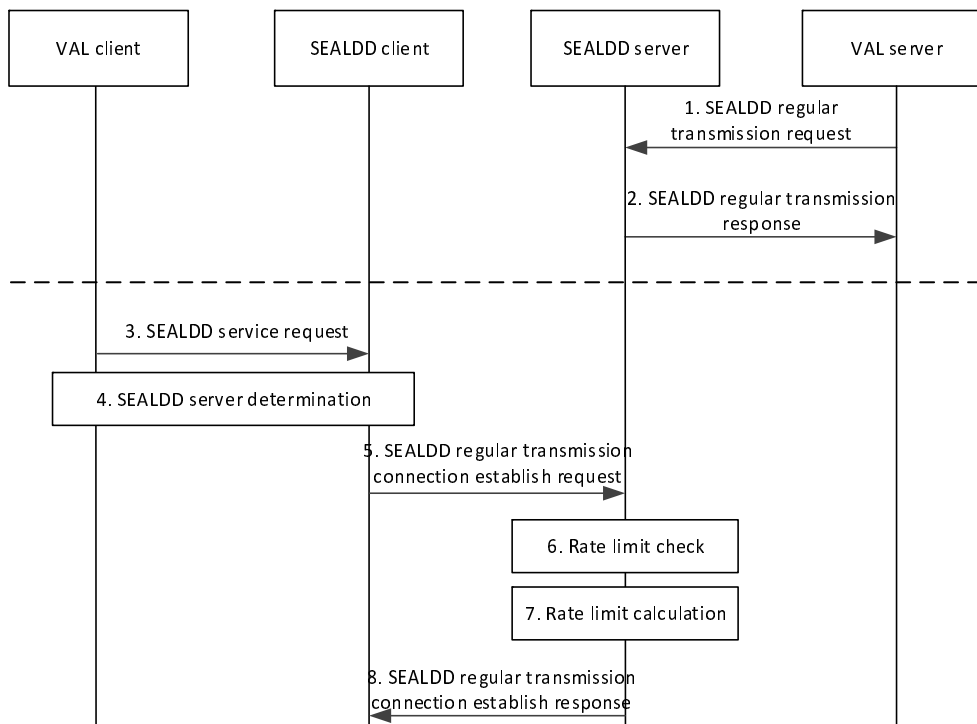 VAL client
SEALDD client
SEALDD server
VAL server
1. SEALDD regular
transmission request
2. SEALDD regular transmission
response
3. SEALDD service request
4. SEALDD server determination
5. SEALDD regular transmission
connection establish request
6. Rate limit check
7. Rate limit calculation
8. SEALDD regular transmission
connection establish response